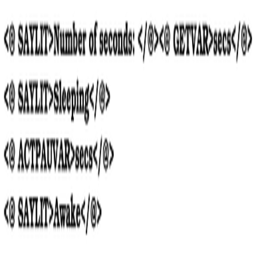 <@ SAYLIT>Number of seconds: </@><@ GETVAR>secs</@>
<@ SAYLIT>Sleeping</@>
<@ ACTPAUVAR>secs</@>
<@ SAYLIT>Awake</@>